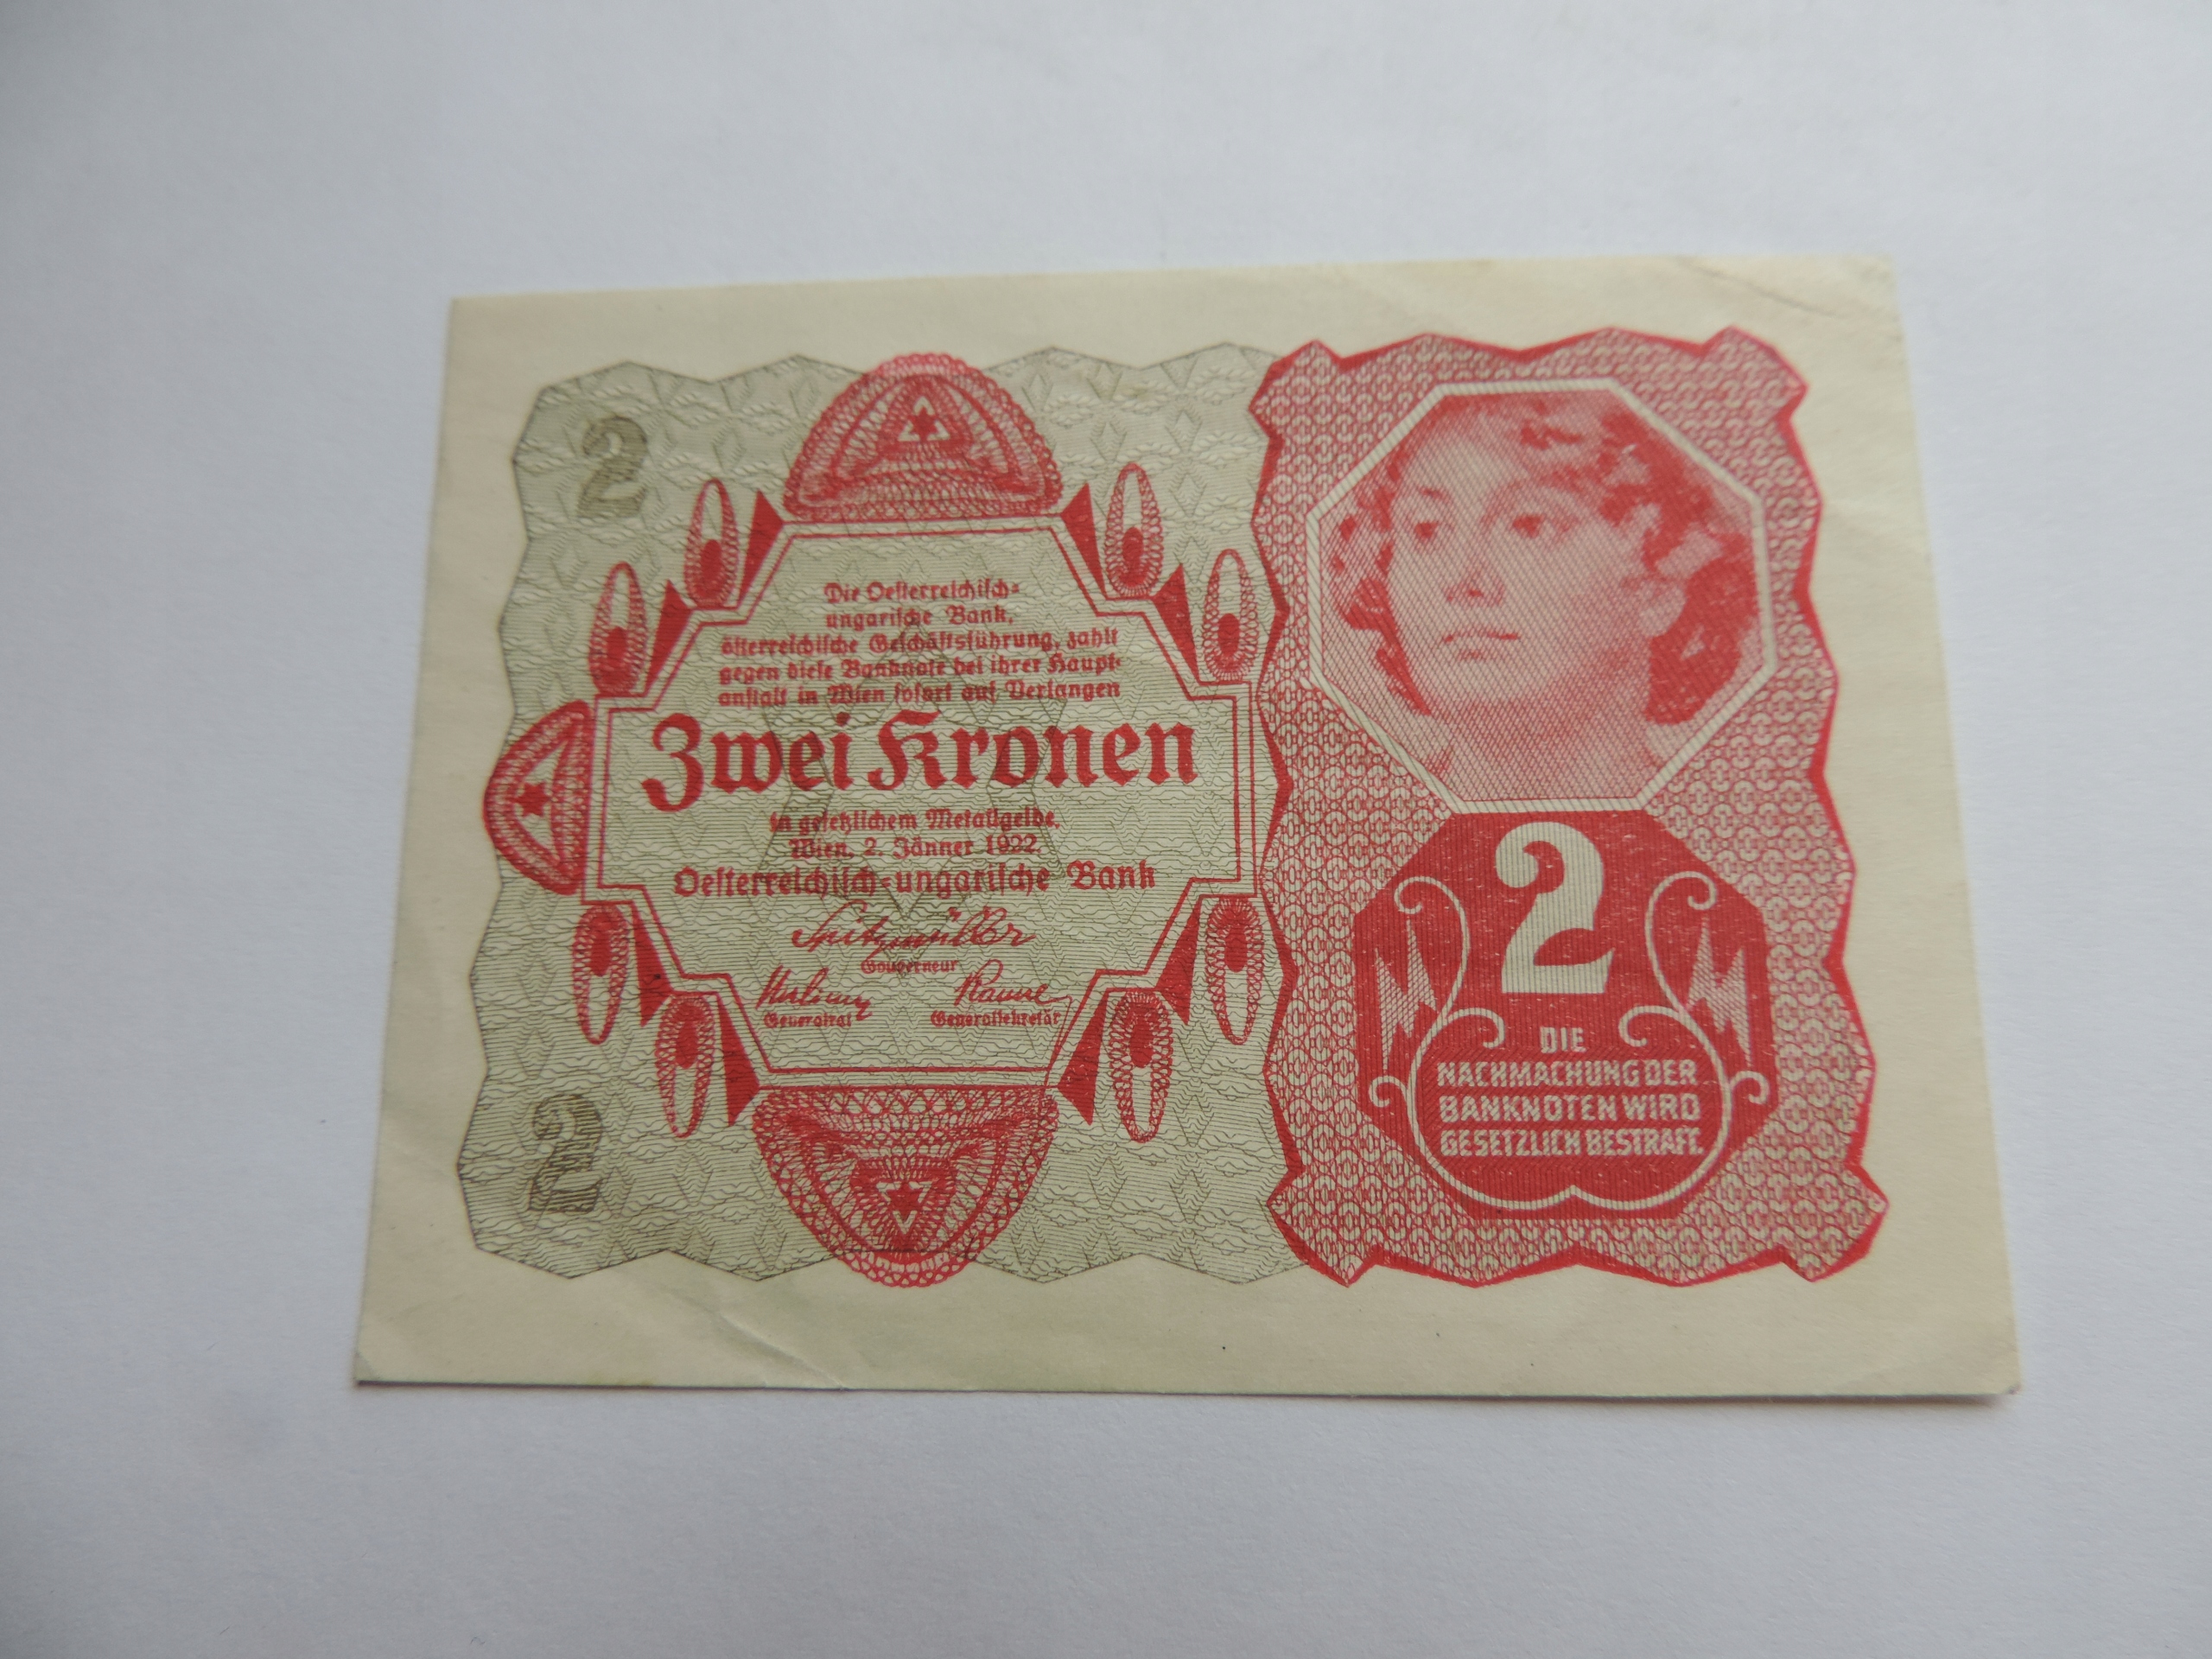 2
Die Oesterreichisch-
ungarische Bank,
österreichische Geschäftsführung, zahlt
gegen diese Banknote bei ihrer Haupt-
anstalt in Wien sofort auf Verlangen
Zwei Kronen
in gesetzlichem Metallgelde.
Wien, 2. Jänner 1922.
Oesterreichisch-ungarische Bank
Spitzmüller
Gouverneur
Generalrat
Generalsekretär
2
2
DIE
NACHMACHUNG DER
BANKNOTEN WIRD
GESETZLICH BESTRAFT.